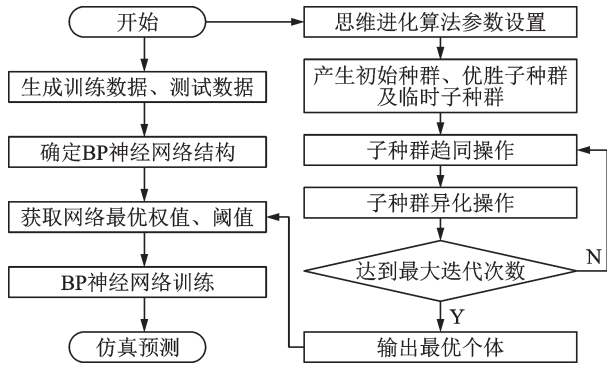 开始
生成训练数据、测试数据
确定BP神经网络结构
获取网络最优权值、阈值
BP神经网络训练
仿真预测
思维进化算法参数设置
产生初始种群、优胜子种群
及临时子种群
子种群趋同操作
子种群异化操作
达到最大迭代次数
N
Y
输出最优个体